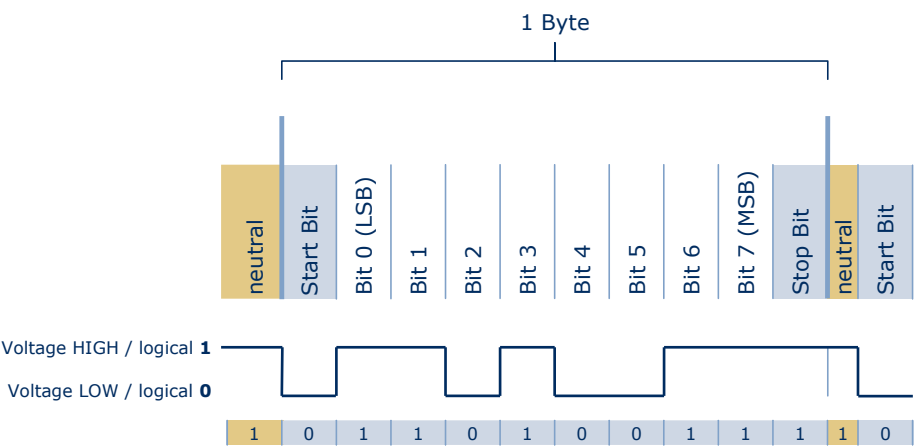 1 Byte
neutral
Start Bit
Bit 0 (LSB)
Bit 1
Bit 2
Bit 3
Bit 4
Bit 5
Bit 6
Bit 7 (MSB)
Stop Bit
neutral
Start Bit
Voltage HIGH / logical 1
Voltage LOW / logical 0
1 0 1 1 0 1 0 0 1 1 1 1 0